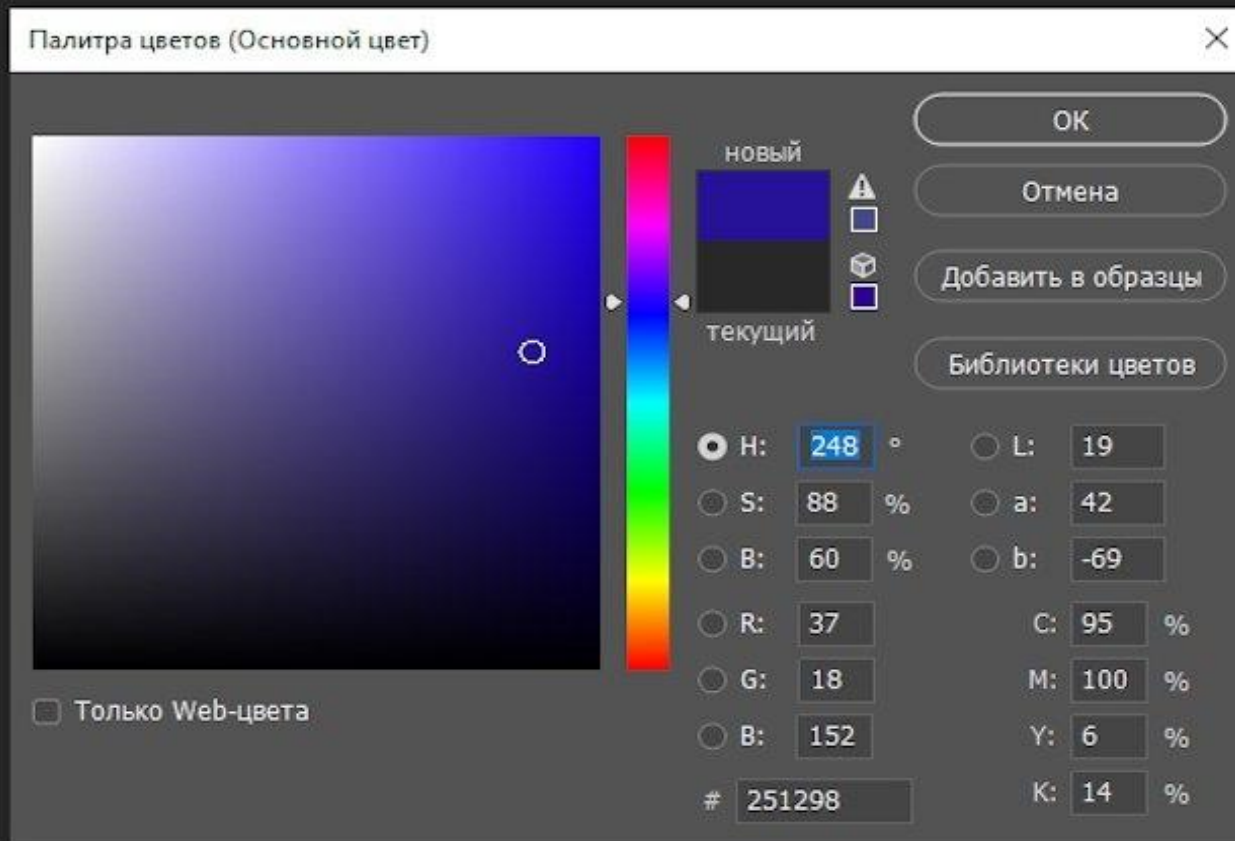 Палитра цветов (Основной цвет)
новый
текущий
OK
Отмена
Добавить в образцы
Библиотеки цветов
H: 248 °
S: 88 %
B: 60 %
R: 37
G: 18
B: 152
# 251298
L: 19
a: 42
b: -69
C: 95 %
M: 100 %
Y: 6 %
K: 14 %
Только Web-цвета